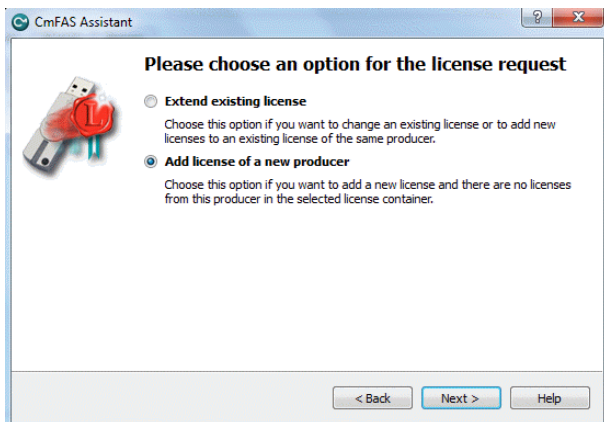 CmFAS Assistant
?
X
Please choose an option for the license request
Extend existing license
Choose this option if you want to change an existing license or to add new
licenses to an existing license of the same producer.
Add license of a new producer
Choose this option if you want to add a new license and there are no licenses
from this producer in the selected license container.
L
< Back
Next >
Help